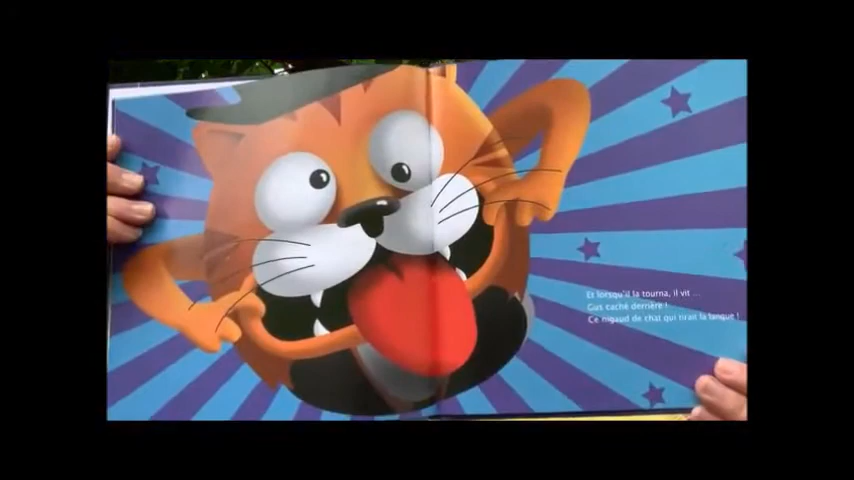 Et lorsqu'il la tourna, il vit ...
Gus caché derrière !
Ce nigaud de chat qui tirait la langue !